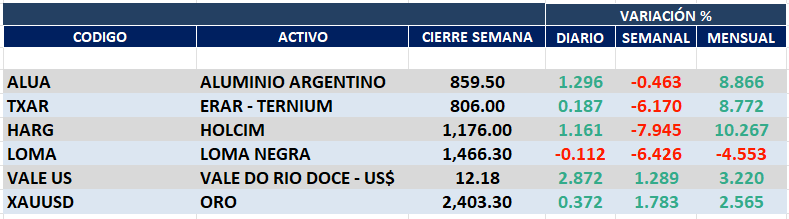 VARIACIÓN %
CODIGO ACTIVO CIERRE SEMANA DIARIO SEMANAL MENSUAL
ALUA ALUMINIO ARGENTINO 859.50 1.296 -0.463 8.866
TXAR ERAR - TERNIUM 806.00 0.187 -6.170 8.772
HARG HOLCIM 1,176.00 1.161 -7.945 10.267
LOMA LOMA NEGRA 1,466.30 -0.112 -6.426 -4.553
VALE US VALE DO RIO DOCE - US$ 12.18 2.872 1.289 3.220
XAUUSD ORO 2,403.30 0.372 1.783 2.565